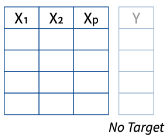 X₁ X₂ Xₚ Y
No Target